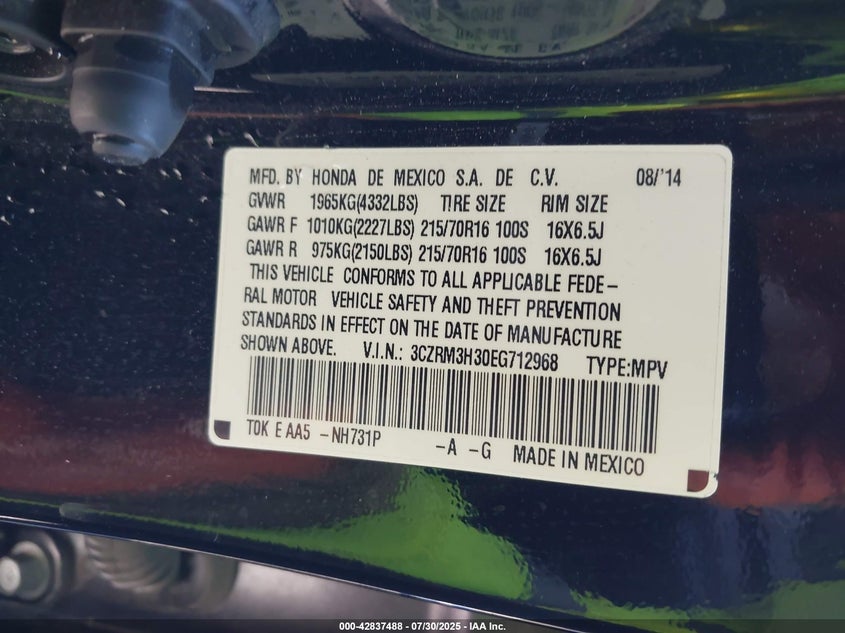 MFD. BY HONDA DE MEXICO S.A. DE C.V. 08/'14
GVWR 1965KG(4332LBS) TIRE SIZE RIM SIZE
GAWR F 1010KG(2227LBS) 215/70R16 100S 16X6.5J
GAWR R 975KG(2150LBS) 215/70R16 100S 16X6.5J
THIS VEHICLE CONFORMS TO ALL APPLICABLE FEDE-
RAL MOTOR VEHICLE SAFETY AND THEFT PREVENTION
STANDARDS IN EFFECT ON THE DATE OF MANUFACTURE
SHOWN ABOVE. V.I.N.: 3CZRM3H30EG712968 TYPE:MPV
TOK E AA5 -NH731P -A -G MADE IN MEXICO
000-42837488 - 07/30/2025 - IAA Inc.